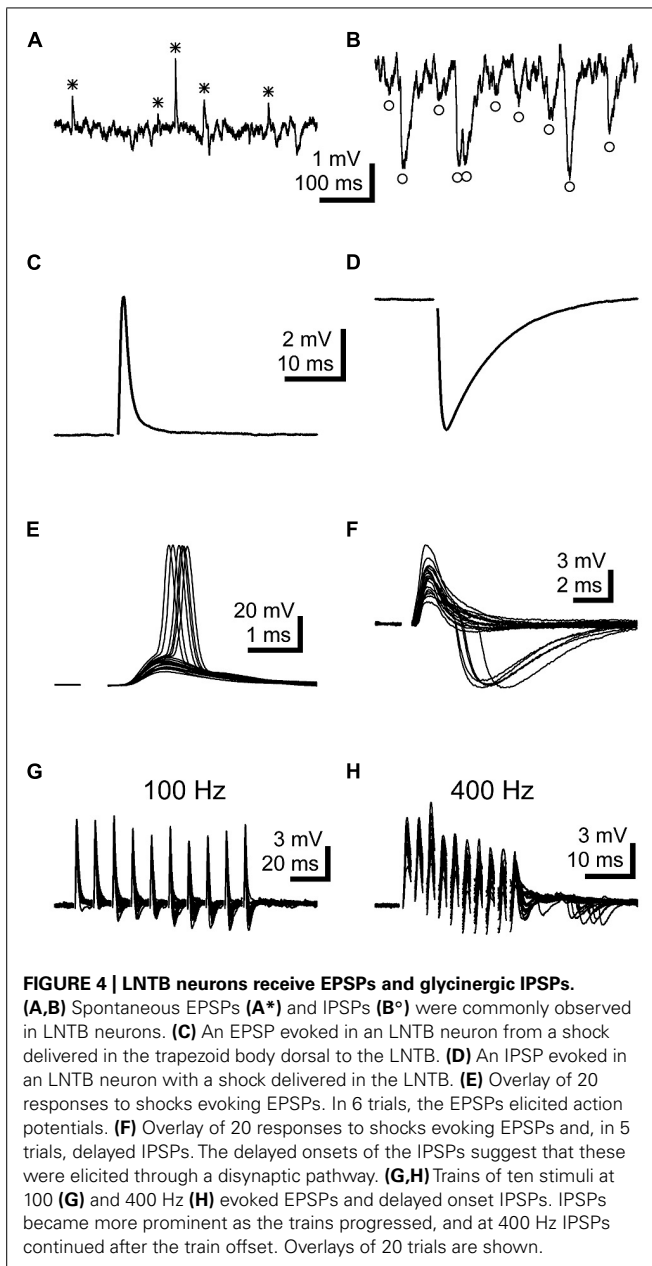 A
B
* * * * *
1 mV
100 ms
C
D
2 mV
10 ms
E
F
20 mV
1 ms
3 mV
2 ms
G
H
100 Hz
400 Hz
3 mV
20 ms
3 mV
10 ms
FIGURE 4 | LNTB neurons receive EPSPs and glycinergic IPSPs.
(A,B) Spontaneous EPSPs (A*) and IPSPs (B°) were commonly observed
in LNTB neurons. (C) An EPSP evoked in an LNTB neuron from a shock
delivered in the trapezoid body dorsal to the LNTB. (D) An IPSP evoked in
an LNTB neuron with a shock delivered in the LNTB. (E) Overlay of 20
responses to shocks evoking EPSPs. In 6 trials, the EPSPs elicited action
potentials. (F) Overlay of 20 responses to shocks evoking EPSPs and, in 5
trials, delayed IPSPs. The delayed onsets of the IPSPs suggest that these
were elicited through a disynaptic pathway. (G,H) Trains of ten stimuli at
100 (G) and 400 Hz (H) evoked EPSPs and delayed onset IPSPs. IPSPs
became more prominent as the trains progressed, and at 400 Hz IPSPs
continued after the train offset. Overlays of 20 trials are shown.